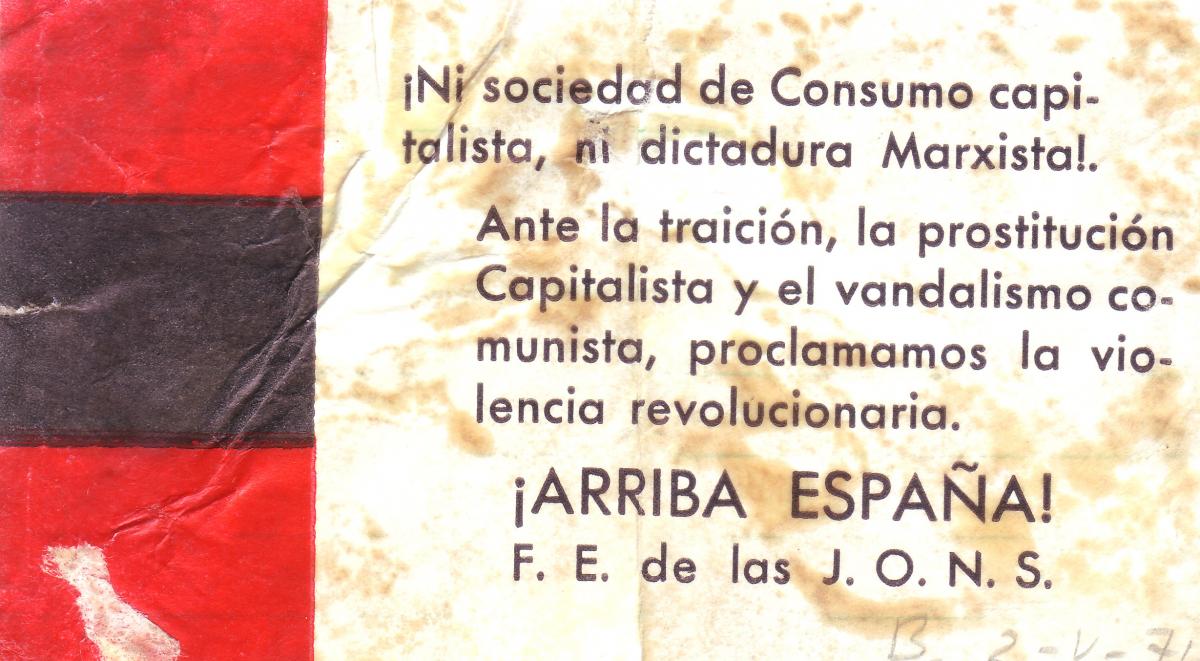 ¡Ni sociedad de Consumo capi-
talista, ni dictadura Marxista!.
Ante la traición, la prostitución
Capitalista y el vandalismo co-
munista, proclamamos la vio-
lencia revolucionaria.
¡ARRIBA ESPAÑA!
F. E. de las J. O. N. S.
B. 2-V-71